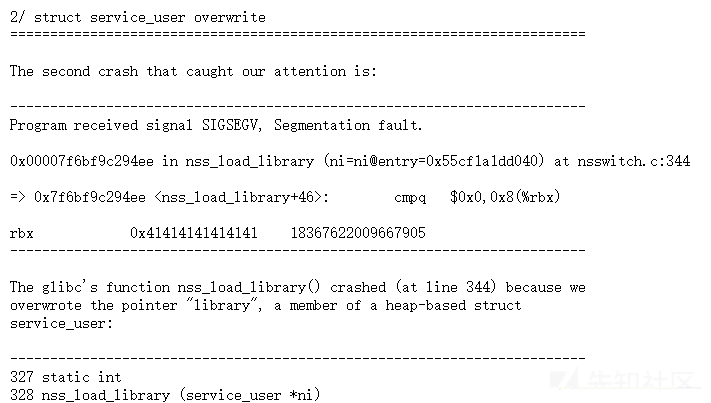 2/ struct service_user overwrite
========================================================================
The second crash that caught our attention is:
------------------------------------------------------------------------
Program received signal SIGSEGV, Segmentation fault.
0x00007f6bf9c294ee in nss_load_library (ni=ni@entry=0x55cf1a1dd040) at nsswitch.c:344
=> 0x7f6bf9c294ee <nss_load_library+46>: cmpq $0x0,0x8(%rbx)
rbx 0x41414141414141 18367622009667905
------------------------------------------------------------------------
The glibc's function nss_load_library() crashed (at line 344) because we
overwrote the pointer "library", a member of a heap-based struct
service_user:
------------------------------------------------------------------------
327 static int
328 nss_load_library (service_user *ni)
先知社区